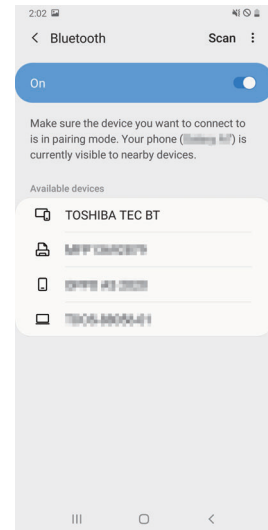 2:02
Bluetooth
Scan
On
Make sure the device you want to connect to
is in pairing mode. Your phone ( ) is
currently visible to nearby devices.
Available devices
TOSHIBA TEC BT